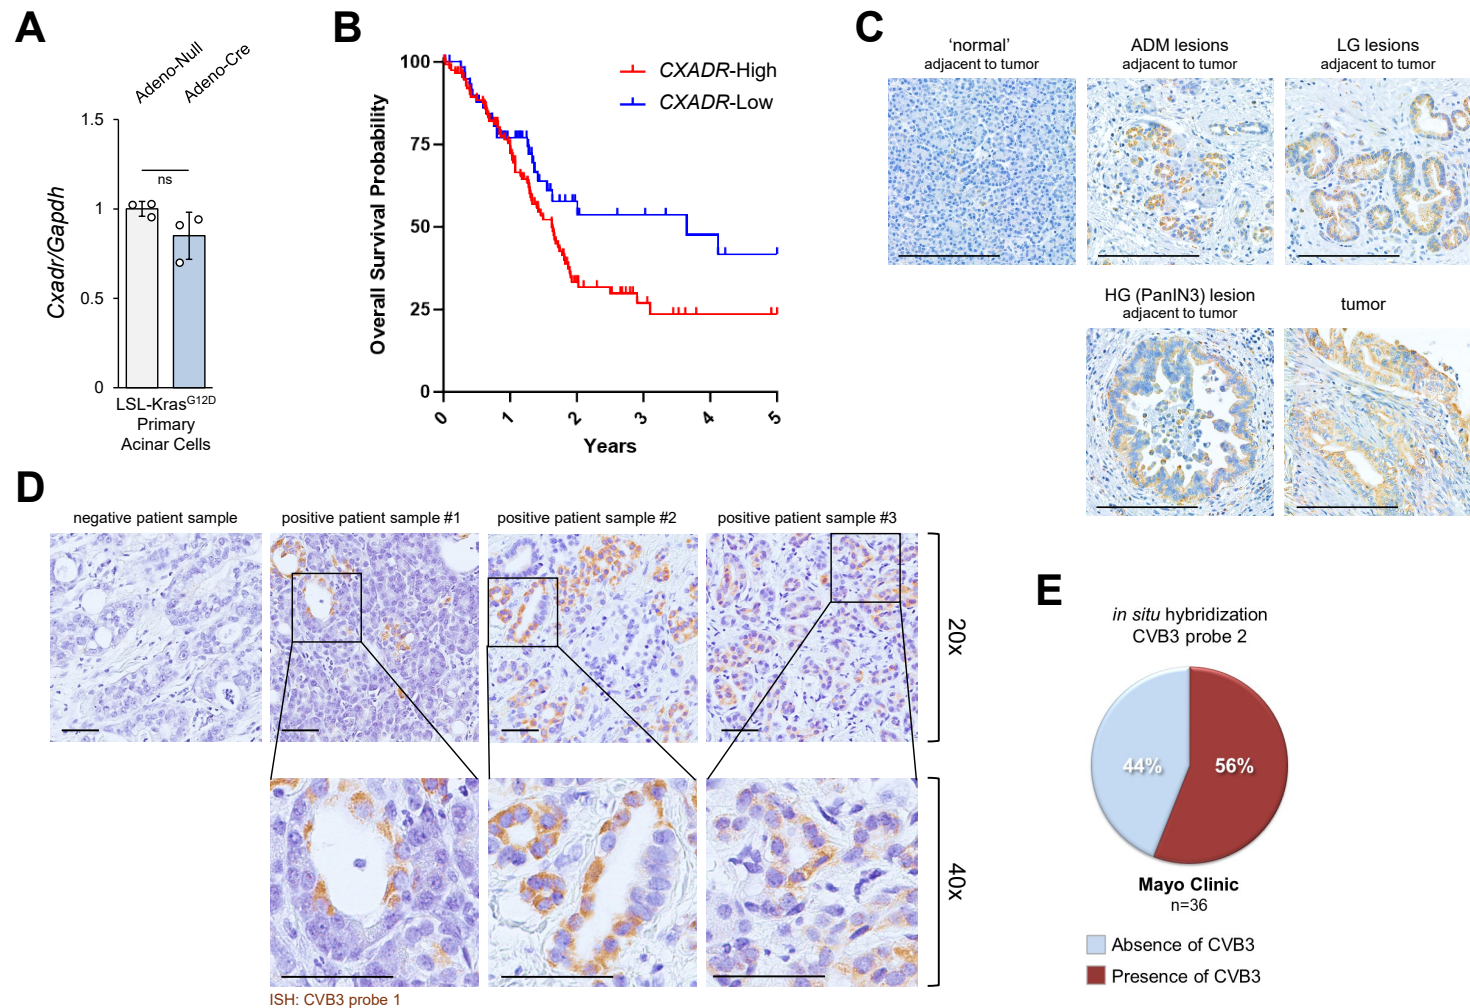 A
Adeno-Null
Adeno-Cre
1.5
1
0.5
0
Cxadr/Gapdh
ns
LSL-KrasG12D
Primary
Acinar Cells
B
CXADR-High
CXADR-Low
100
75
50
25
0
Overall Survival Probability
0 1 2 3 4 5
Years
C
‘normal’
adjacent to tumor
ADM lesions
adjacent to tumor
LG lesions
adjacent to tumor
HG (PanIN3) lesion
adjacent to tumor
tumor
D
negative patient sample
positive patient sample #1
positive patient sample #2
positive patient sample #3
20x
40x
ISH: CVB3 probe 1
E
in situ hybridization
CVB3 probe 2
44%
56%
Mayo Clinic
n=36
Absence of CVB3
Presence of CVB3